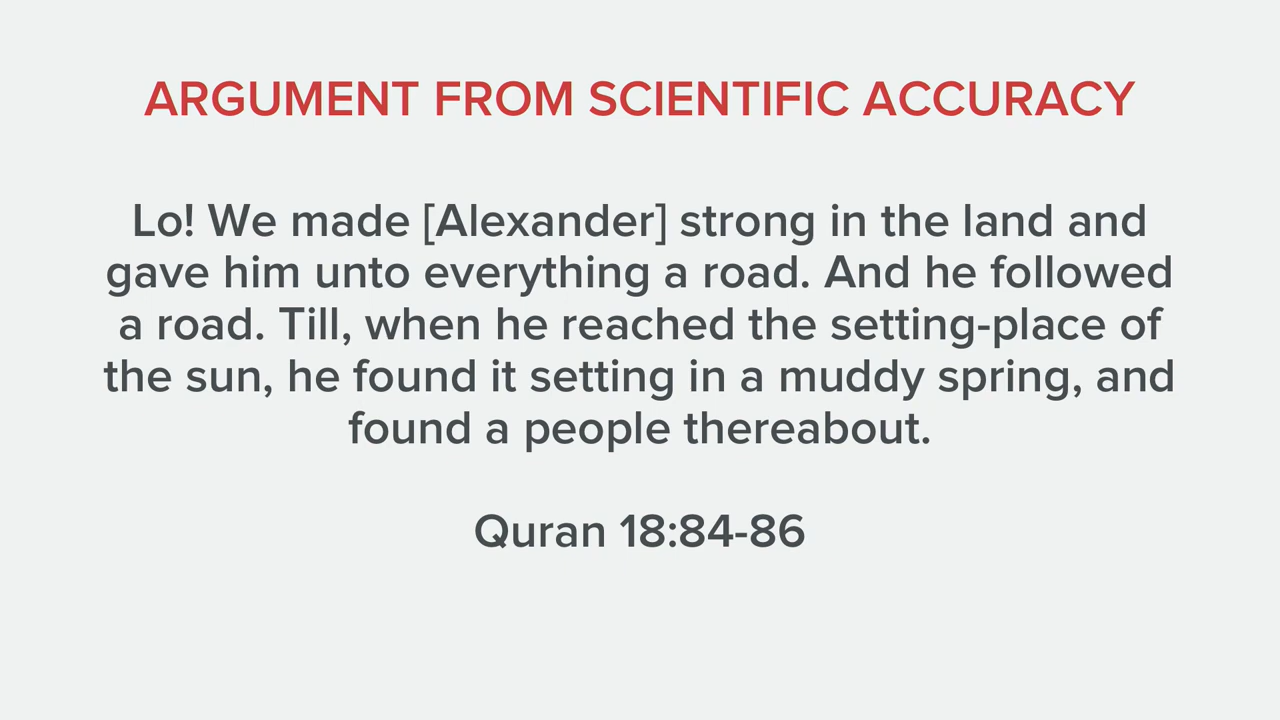 ARGUMENT FROM SCIENTIFIC ACCURACY
Lo! We made [Alexander] strong in the land and
gave him unto everything a road. And he followed
a road. Till, when he reached the setting-place of
the sun, he found it setting in a muddy spring, and
found a people thereabout.
Quran 18:84-86